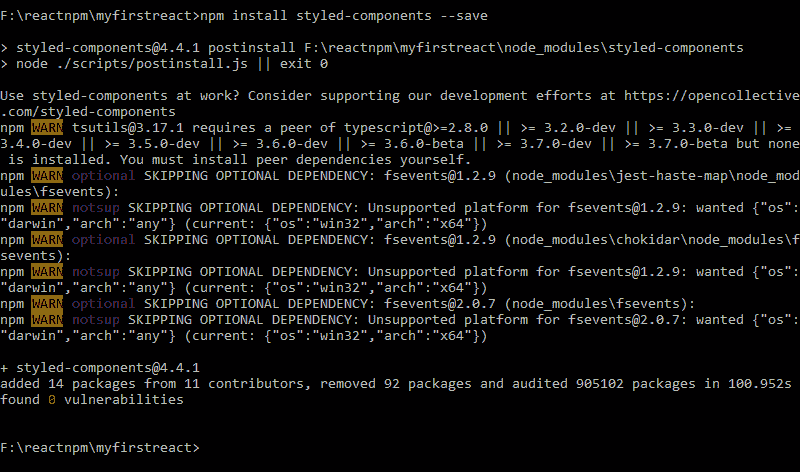 F:\reactnpm\myfirstreact>npm install styled-components --save
> styled-components@4.4.1 postinstall F:\reactnpm\myfirstreact\node_modules\styled-components
> node ./scripts/postinstall.js || exit 0
Use styled-components at work? Consider supporting our development efforts at https://opencollective
.com/styled-components
npm WARN tsutils@3.17.1 requires a peer of typescript@>=2.8.0 || >= 3.2.0-dev || >= 3.3.0-dev || >=
3.4.0-dev || >= 3.5.0-dev || >= 3.6.0-dev || >= 3.6.0-beta || >= 3.7.0-dev || >= 3.7.0-beta but none
 is installed. You must install peer dependencies yourself.
npm WARN optional SKIPPING OPTIONAL DEPENDENCY: fsevents@1.2.9 (node_modules\jest-haste-map\node_mod
ules\fsevents):
npm WARN notsup SKIPPING OPTIONAL DEPENDENCY: Unsupported platform for fsevents@1.2.9: wanted {"os":
"darwin","arch":"any"} (current: {"os":"win32","arch":"x64"})
npm WARN optional SKIPPING OPTIONAL DEPENDENCY: fsevents@1.2.9 (node_modules\chokidar\node_modules\f
sevents):
npm WARN notsup SKIPPING OPTIONAL DEPENDENCY: Unsupported platform for fsevents@1.2.9: wanted {"os":
"darwin","arch":"any"} (current: {"os":"win32","arch":"x64"})
npm WARN optional SKIPPING OPTIONAL DEPENDENCY: fsevents@2.0.7 (node_modules\fsevents):
npm WARN notsup SKIPPING OPTIONAL DEPENDENCY: Unsupported platform for fsevents@2.0.7: wanted {"os":
"darwin","arch":"any"} (current: {"os":"win32","arch":"x64"})
+ styled-components@4.4.1
added 14 packages from 11 contributors, removed 92 packages and audited 905102 packages in 100.952s
found 0 vulnerabilities
F:\reactnpm\myfirstreact>